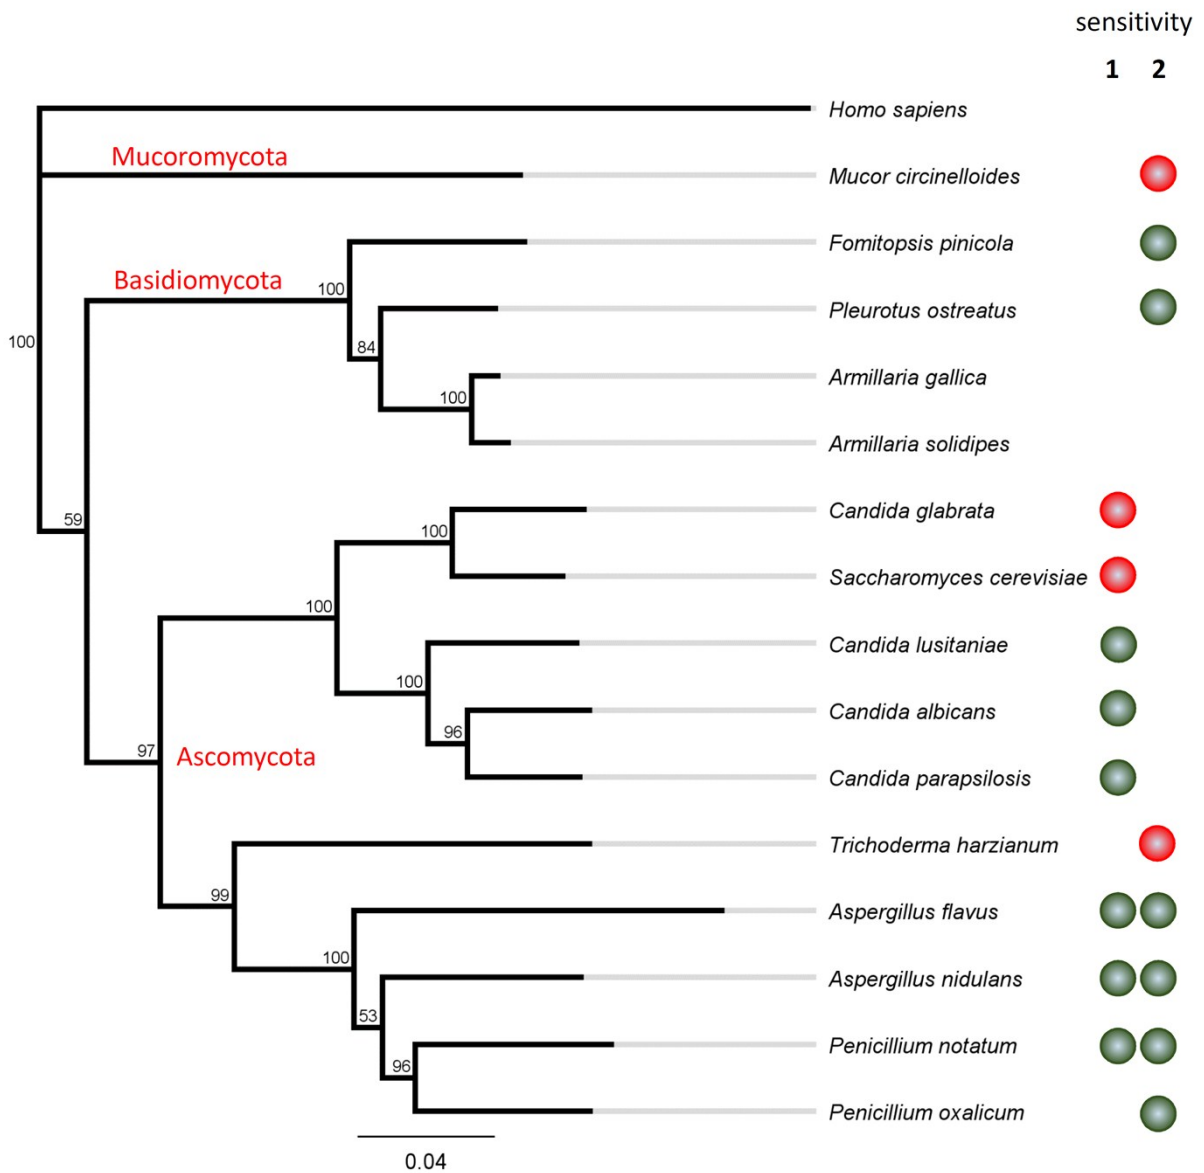 sensitivity
1 2
Homo sapiens
Mucoromycota
Mucor circinelloides
Fomitopsis pinicola
Basidiomycota
100
Pleurotus ostreatus
100
84
Armillaria gallica
100
Armillaria solidipes
Candida glabrata
59
100
Saccharomyces cerevisiae
100
Candida lusitaniae
100
Candida albicans
96
97
Ascomycota
Candida parapsilosis
Trichoderma harzianum
99
Aspergillus flavus
100
Aspergillus nidulans
53
Penicillium notatum
96
Penicillium oxalicum
0.04